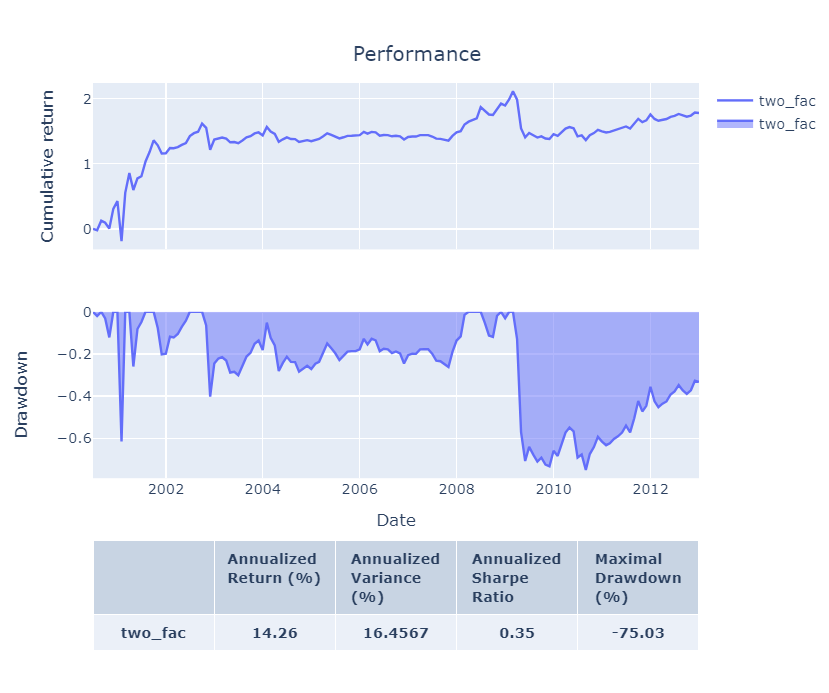 Performance
Cumulative return
2
1
0
two_fac
two_fac
Drawdown
0
−0.2
−0.4
−0.6
2002 2004 2006 2008 2010 2012
Date
Annualized Return (%) Annualized Variance (%) Annualized Sharpe Ratio Maximal Drawdown (%)
two_fac 14.26 16.4567 0.35 -75.03